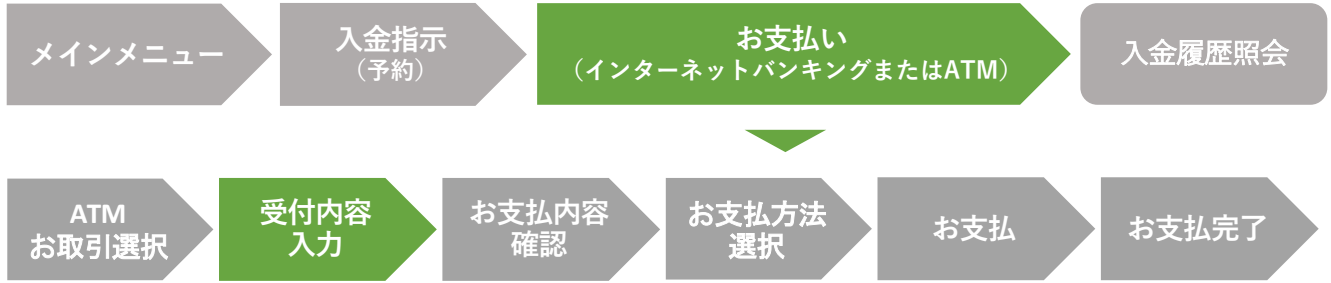 メインメニュー
入金指示
（予約）
お支払い
（インターネットバンキングまたはATM）
入金履歴照会
ATM
お取引選択
受付内容
入力
お支払内容
確認
お支払方法
選択
お支払
お支払完了